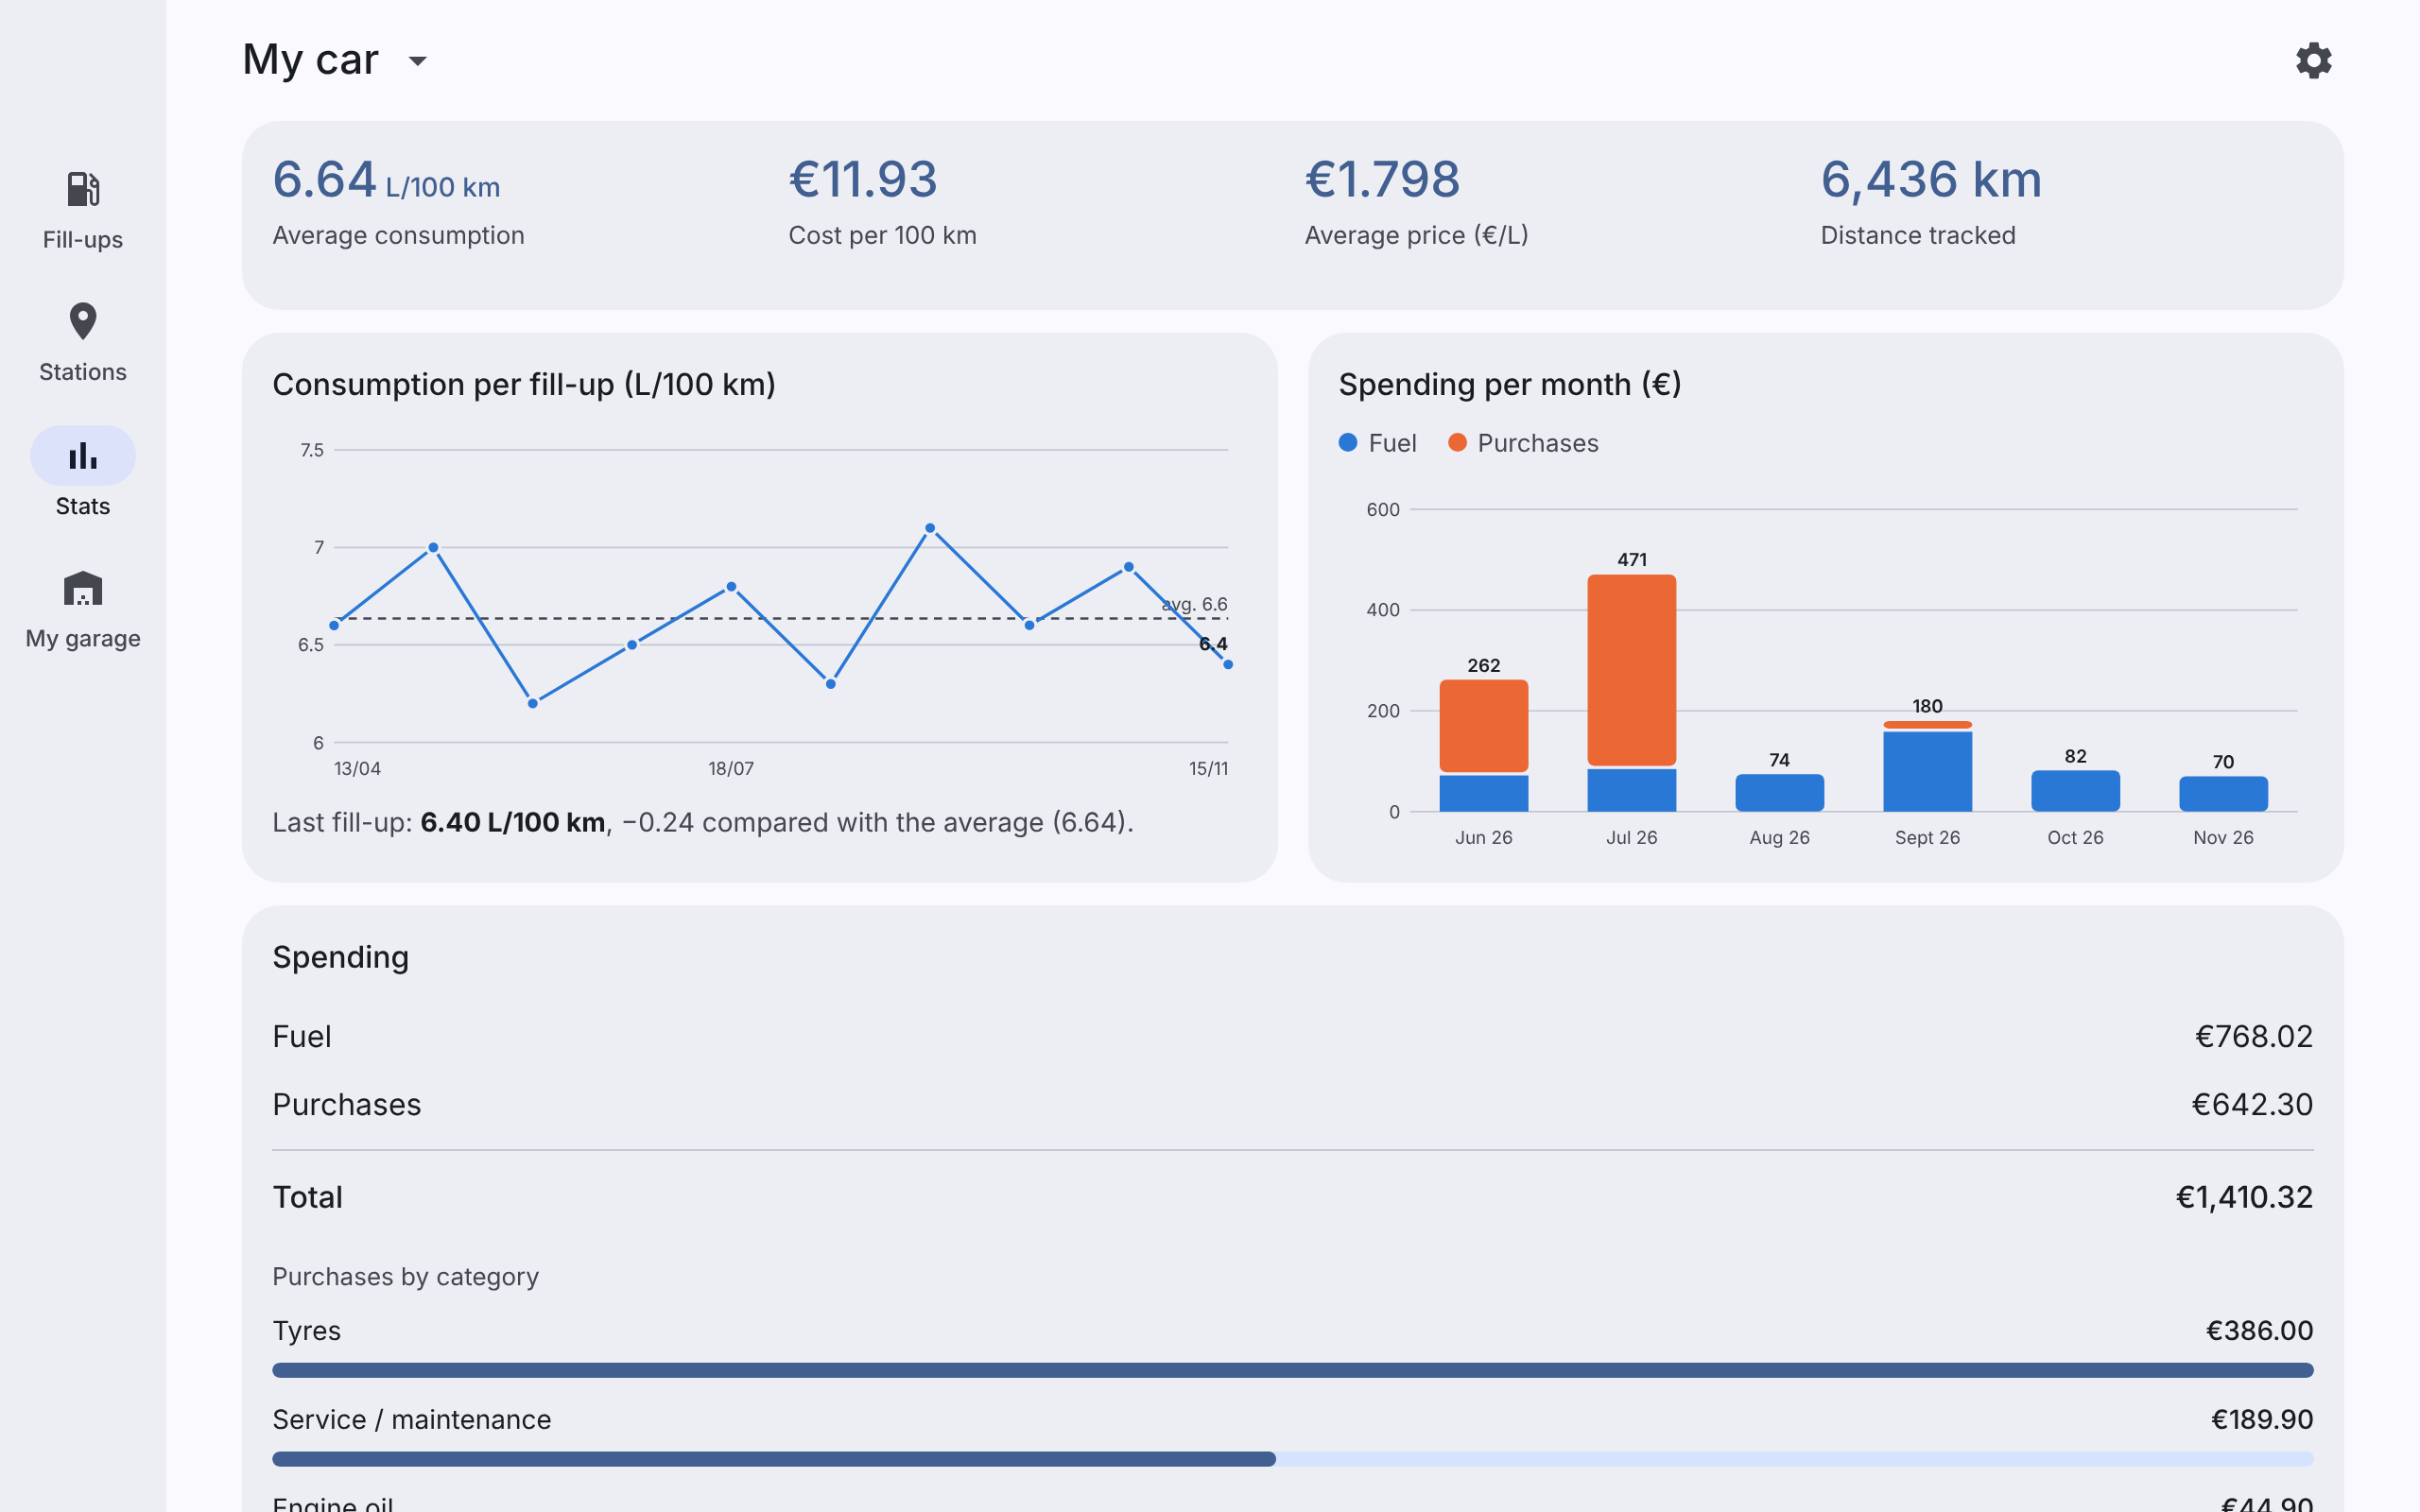 My car
Fill-ups
Stations
Stats
My garage
6.64 L/100 km
Average consumption
€11.93
Cost per 100 km
€1.798
Average price (€/L)
6,436 km
Distance tracked
Consumption per fill-up (L/100 km)
7.5
7
6.5
6
avg. 6.6
6.4
13/04
18/07
15/11
Last fill-up: 6.40 L/100 km, −0.24 compared with the average (6.64).
Spending per month (€)
Fuel
Purchases
600
400
200
0
262
471
74
180
82
70
Jun 26
Jul 26
Aug 26
Sept 26
Oct 26
Nov 26
Spending
Fuel €768.02
Purchases €642.30
Total €1,410.32
Purchases by category
Tyres €386.00
Service / maintenance €189.90
Engine oil €44.90